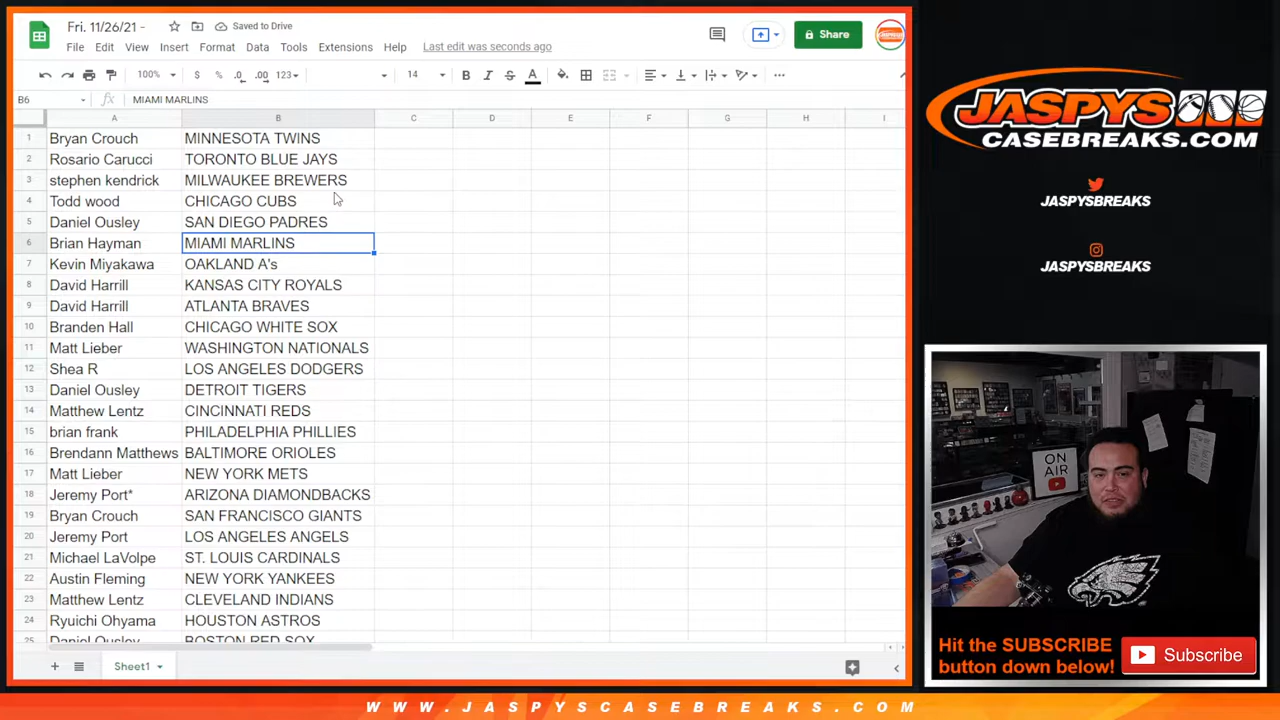 Fri. 11/26/21 -
Saved to Drive
File Edit View Insert Format Data Tools Extensions Help Last edit was seconds ago
Share
100% $ % .0 .00 123 14 B I S A
B6 fx MIAMI MARLINS
A B C D E F G H I
1 Bryan Crouch MINNESOTA TWINS
2 Rosario Carucci TORONTO BLUE JAYS
3 stephen kendrick MILWAUKEE BREWERS
4 Todd wood CHICAGO CUBS
5 Daniel Ousley SAN DIEGO PADRES
6 Brian Hayman MIAMI MARLINS
7 Kevin Miyakawa OAKLAND A's
8 David Harrill KANSAS CITY ROYALS
9 David Harrill ATLANTA BRAVES
10 Branden Hall CHICAGO WHITE SOX
11 Matt Lieber WASHINGTON NATIONALS
12 Shea R LOS ANGELES DODGERS
13 Daniel Ousley DETROIT TIGERS
14 Matthew Lentz CINCINNATI REDS
15 brian frank PHILADELPHIA PHILLIES
16 Brendann Matthews BALTIMORE ORIOLES
17 Matt Lieber NEW YORK METS
18 Jeremy Port* ARIZONA DIAMONDBACKS
19 Bryan Crouch SAN FRANCISCO GIANTS
20 Jeremy Port LOS ANGELES ANGELS
21 Michael LaVolpe ST. LOUIS CARDINALS
22 Austin Fleming NEW YORK YANKEES
23 Matthew Lentz CLEVELAND INDIANS
24 Ryuichi Ohyama HOUSTON ASTROS
25 Daniel Ousley BOSTON RED SOX
Sheet1
JASPYS
CASEBREAKS.COM
JASPYSBREAKS
JASPYSBREAKS
ON
AIR
Hit the SUBSCRIBE
button down below!
Subscribe
WWW.JASPYSCASEBREAKS.COM